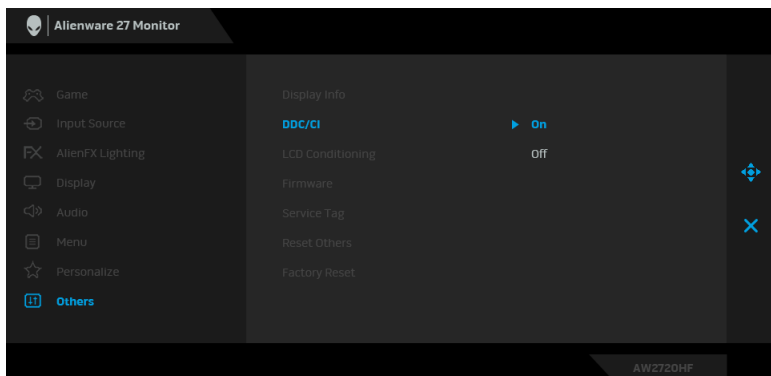 Alienware 27 Monitor
Game
Input Source
AlienFX Lighting
Display
Audio
Menu
Personalize
Others
Display Info
DDC/CI On
LCD Conditioning Off
Firmware
Service Tag
Reset Others
Factory Reset
AW2720HF